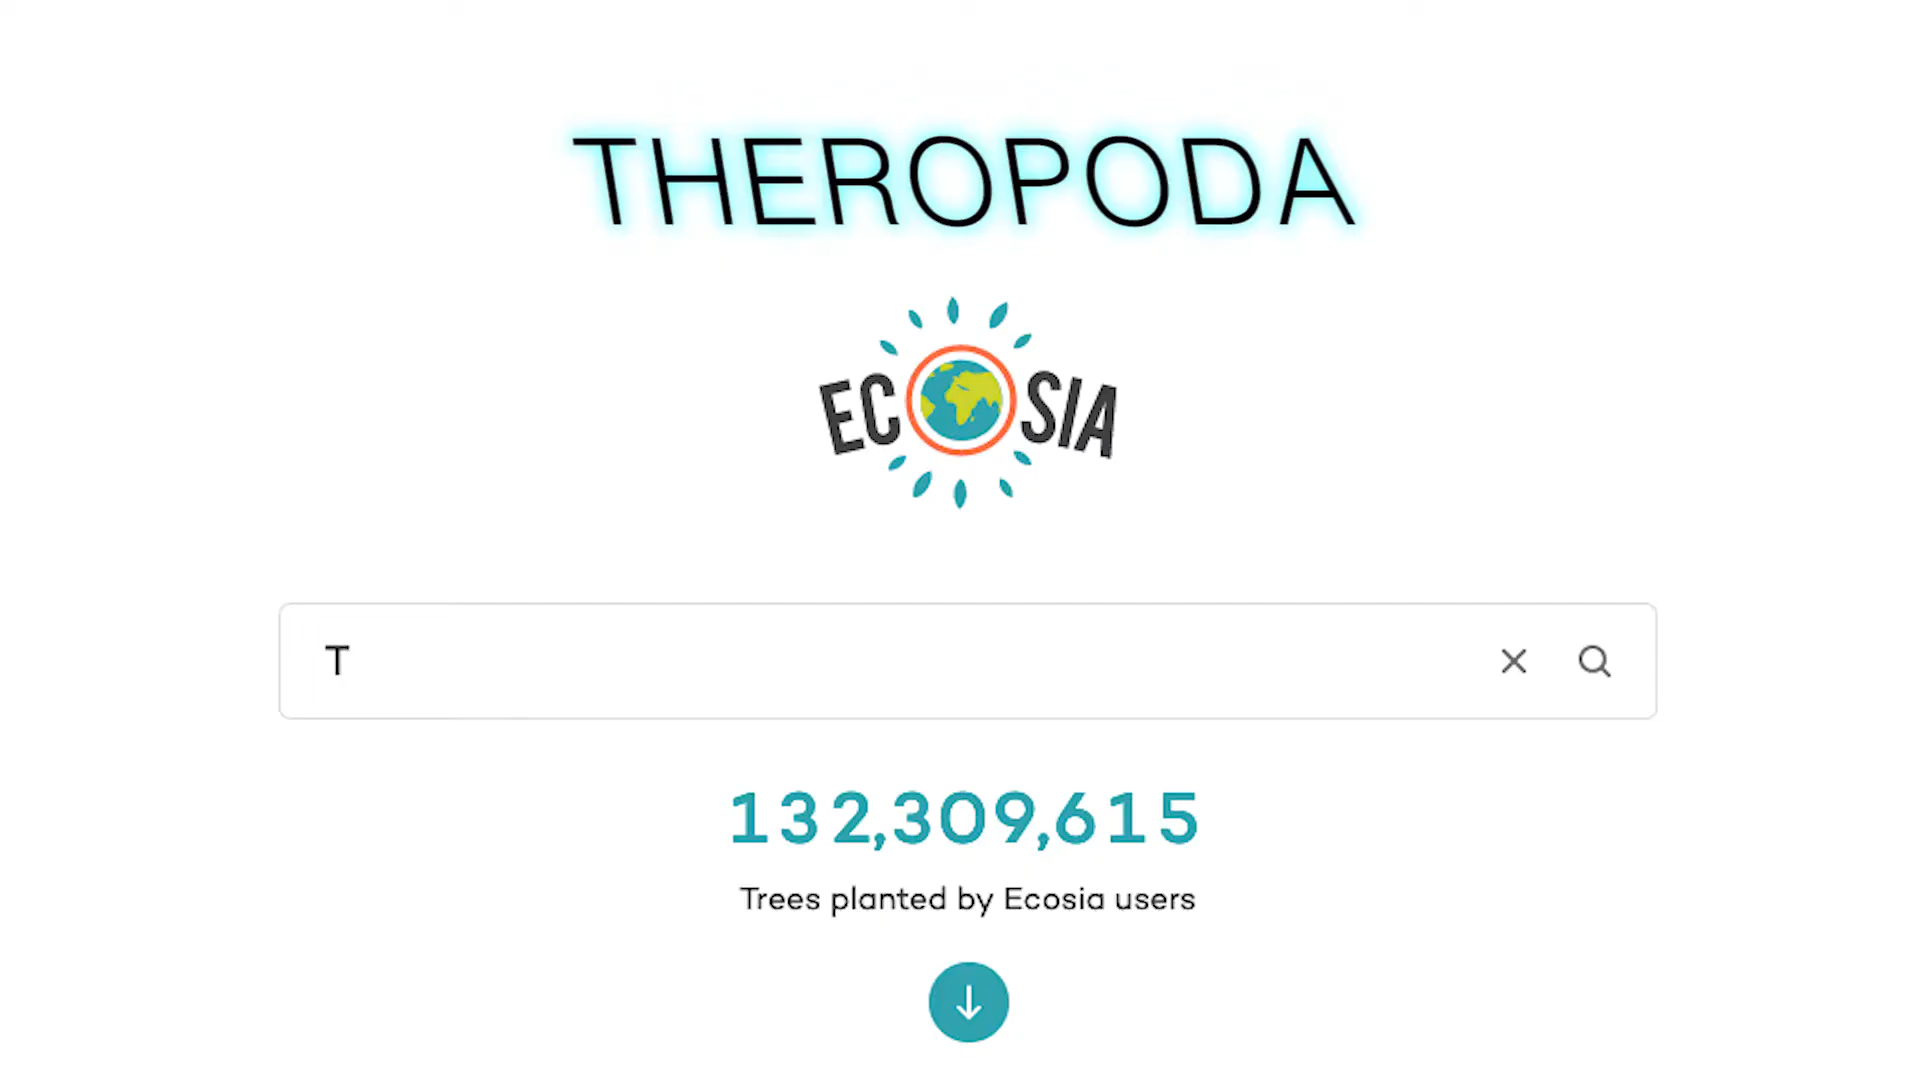 THEROPODA
ECOSIA
T
132,309,615
Trees planted by Ecosia users